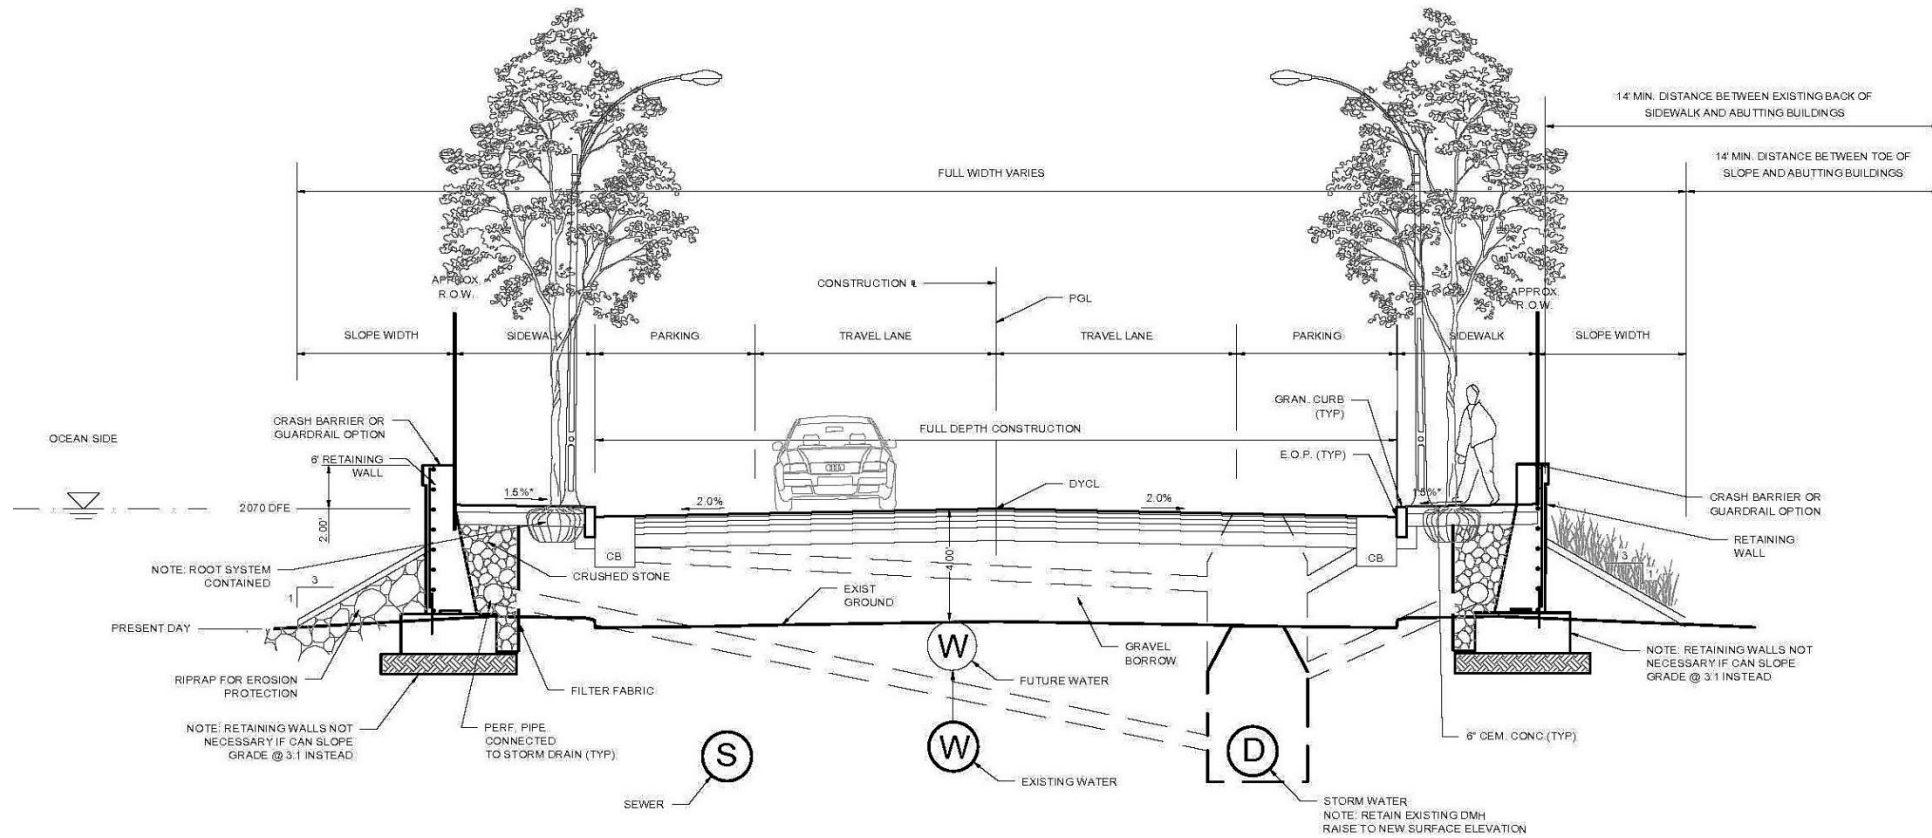 14' MIN. DISTANCE BETWEEN EXISTING BACK OF
SIDEWALK AND ABUTTING BUILDINGS
14' MIN. DISTANCE BETWEEN TOE OF
SLOPE AND ABUTTING BUILDINGS
FULL WIDTH VARIES
APPROX.
R.O.W.
CONSTRUCTION ℄
PGL
APPROX.
R.O.W.
SLOPE WIDTH
SIDEWALK
PARKING
TRAVEL LANE
TRAVEL LANE
PARKING
SIDEWALK
SLOPE WIDTH
OCEAN SIDE
CRASH BARRIER OR
GUARDRAIL OPTION
6' RETAINING
WALL
FULL DEPTH CONSTRUCTION
GRAN. CURB
(TYP)
E.O.P. (TYP)
2070 DFE
2.00'
1.5%*
2.0%
DYCL
2.0%
1.5%*
CRASH BARRIER OR
GUARDRAIL OPTION
RETAINING
WALL
NOTE: ROOT SYSTEM
CONTAINED
3
1
CRUSHED STONE
CB
4.00'
CB
3
1
EXIST
GROUND
PRESENT DAY
RIPRAP FOR EROSION
PROTECTION
FILTER FABRIC
W
FUTURE WATER
GRAVEL
BORROW
NOTE: RETAINING WALLS NOT
NECESSARY IF CAN SLOPE
GRADE @ 3:1 INSTEAD
NOTE: RETAINING WALLS NOT
NECESSARY IF CAN SLOPE
GRADE @ 3:1 INSTEAD
PERF. PIPE
CONNECTED
TO STORM DRAIN (TYP)
S
SEWER
W
EXISTING WATER
D
6" CEM. CONC.(TYP)
STORM WATER
NOTE: RETAIN EXISTING DMH
RAISE TO NEW SURFACE ELEVATION